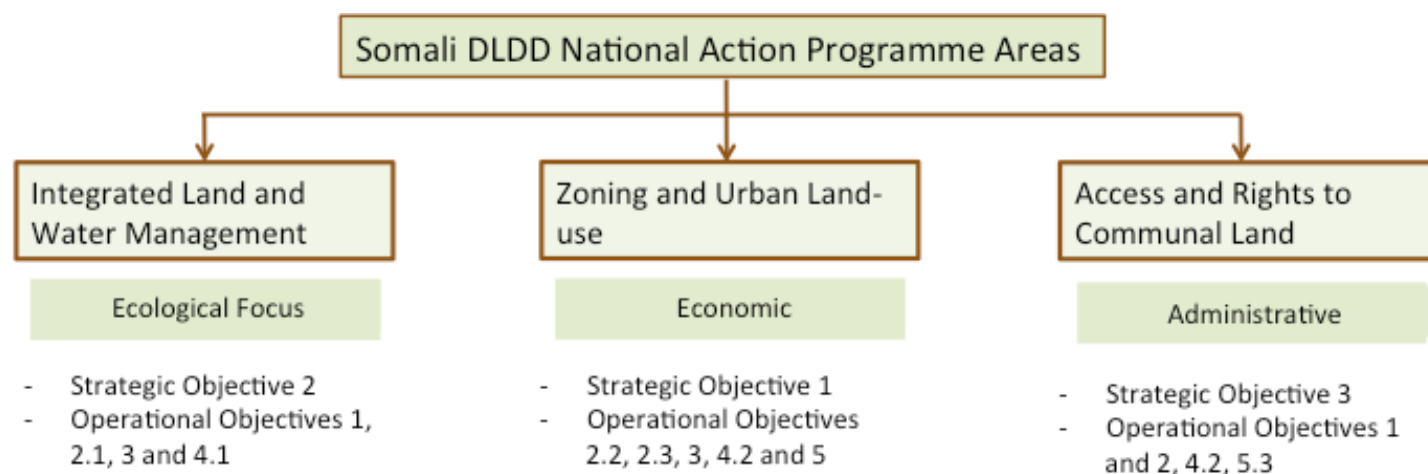 Somali DLDD National Action Programme Areas
Integrated Land and
Water Management
Ecological Focus
- Strategic Objective 2
- Operational Objectives 1,
2.1, 3 and 4.1
Zoning and Urban Land-
use
Economic
- Strategic Objective 1
- Operational Objectives
2.2, 2.3, 3, 4.2 and 5
Access and Rights to
Communal Land
Administrative
- Strategic Objective 3
- Operational Objectives 1
and 2, 4.2, 5.3